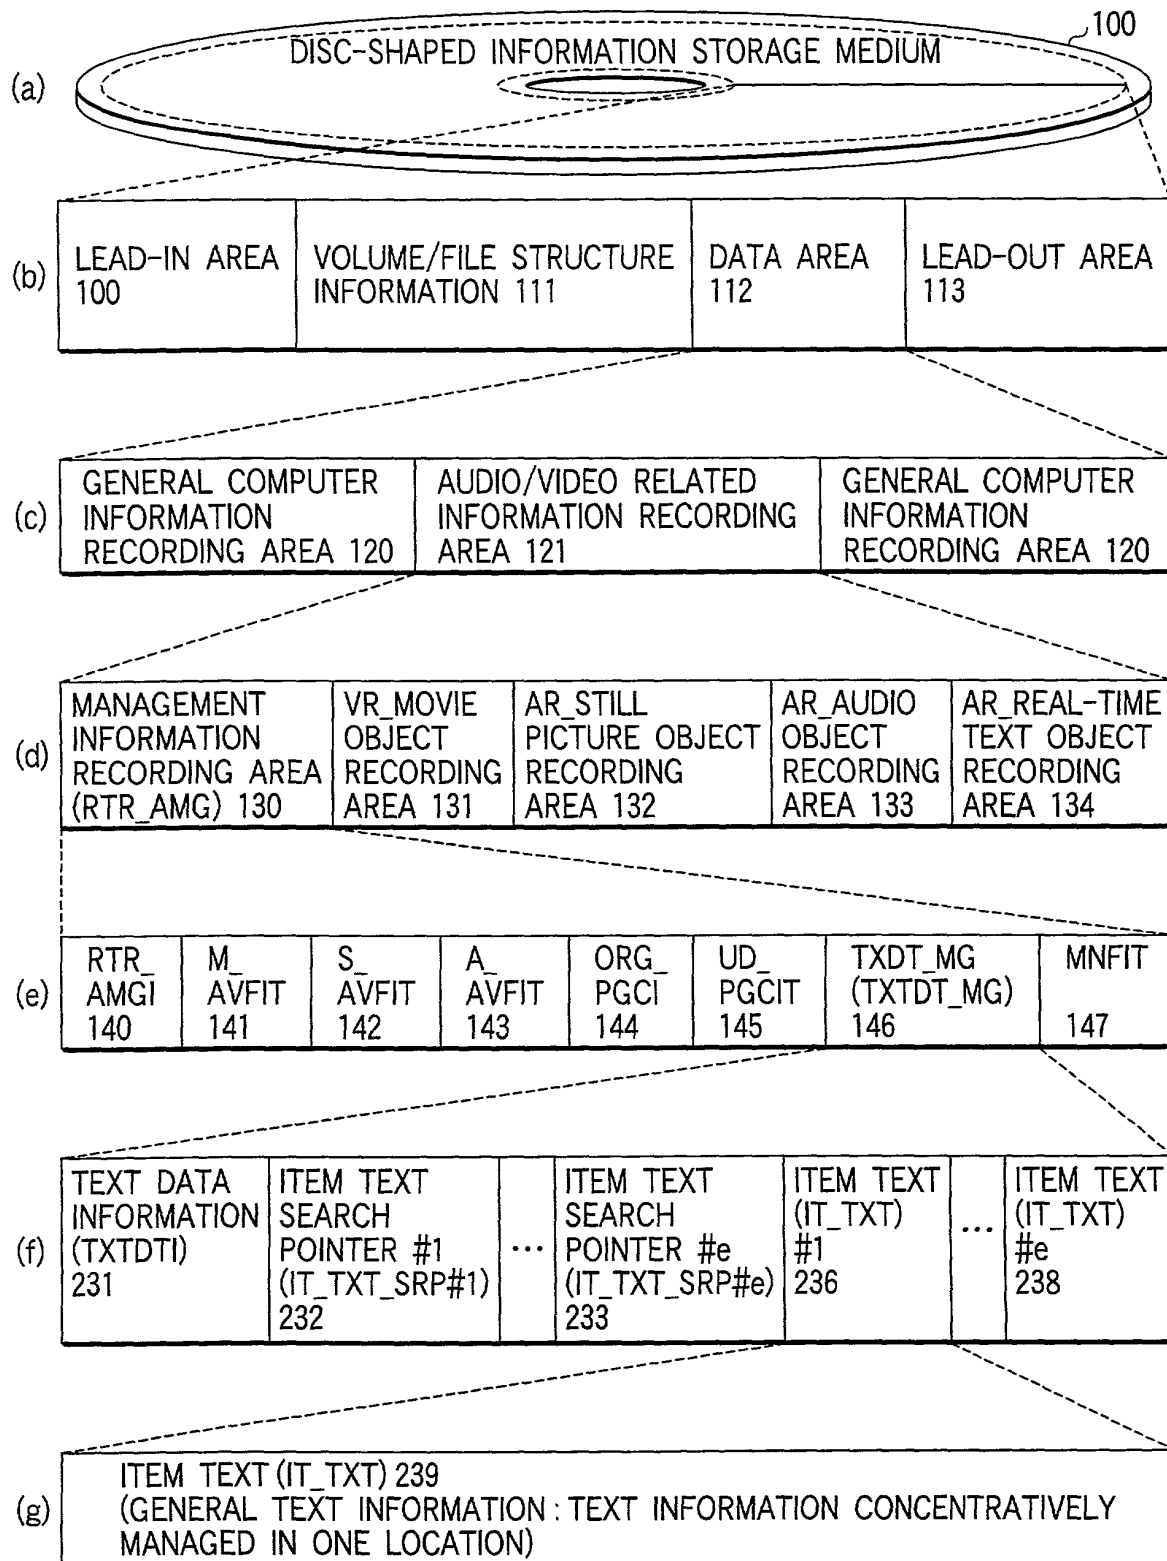 100
DISC-SHAPED INFORMATION STORAGE MEDIUM
(a)
(b)
LEAD-IN AREA
100
VOLUME/FILE STRUCTURE
INFORMATION 111
DATA AREA
112
LEAD-OUT AREA
113
(c)
GENERAL COMPUTER
INFORMATION
RECORDING AREA 120
AUDIO/VIDEO RELATED
INFORMATION RECORDING
AREA 121
GENERAL COMPUTER
INFORMATION
RECORDING AREA 120
(d)
MANAGEMENT
INFORMATION
RECORDING AREA
(RTR_AMG) 130
VR_MOVIE
OBJECT
RECORDING
AREA 131
AR_STILL
PICTURE OBJECT
RECORDING
AREA 132
AR_AUDIO
OBJECT
RECORDING
AREA 133
AR_REAL-TIME
TEXT OBJECT
RECORDING
AREA 134
(e)
RTR_
AMGI
140
M_
AVFIT
141
S_
AVFIT
142
A_
AVFIT
143
ORG_
PGCI
144
UD_
PGCIT
145
TXDT_MG
(TXTDT_MG)
146
MNFIT
147
(f)
TEXT DATA
INFORMATION
(TXTDTI)
231
ITEM TEXT
SEARCH
POINTER #1
(IT_TXT_SRP#1)
232
...
ITEM TEXT
SEARCH
POINTER #e
(IT_TXT_SRP#e)
233
ITEM TEXT
(IT_TXT)
#1
236
...
ITEM TEXT
(IT_TXT)
#e
238
(g)
ITEM TEXT (IT_TXT) 239
(GENERAL TEXT INFORMATION : TEXT INFORMATION CONCENTRATIVELY
MANAGED IN ONE LOCATION)